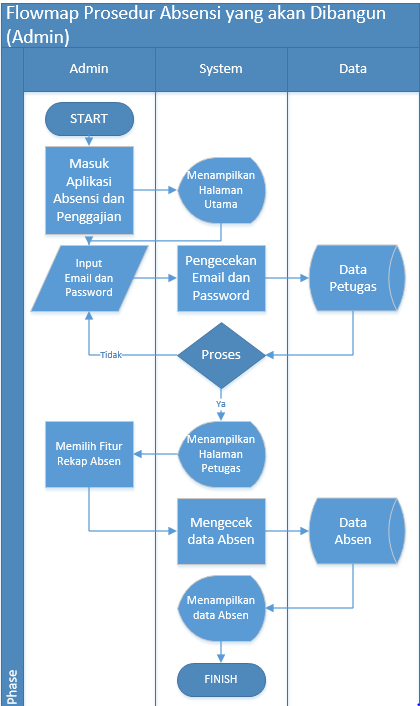 Flowmap Prosedur Absensi yang akan Dibangun
(Admin)
Admin
System
Data
START
Masuk
Aplikasi
Absensi dan
Penggajian
Menampilkan
Halaman
Utama
Input
Email dan
Password
Pengecekan
Email dan
Password
Data
Petugas
Proses
Tidak
Ya
Menampilkan
Halaman
Petugas
Memilih Fitur
Rekap Absen
Mengecek
data Absen
Data
Absen
Menampilkan
data Absen
FINISH
Phase